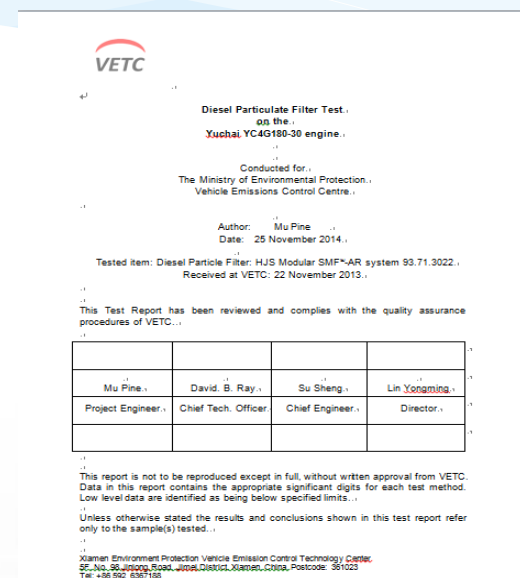 VETC
Diesel Particulate Filter Test
on the
Yuchai YC4G180-30 engine
Conducted for
The Ministry of Environmental Protection
Vehicle Emissions Control Centre
Author: Mu Pine
Date: 25 November 2014
Tested item: Diesel Particle Filter: HJS Modular SMF®-AR system 93.71.3022
Received at VETC: 22 November 2013
This Test Report has been reviewed and complies with the quality assurance
procedures of VETC.
Mu Pine David. B. Ray Su Sheng Lin Yongming
Project Engineer Chief Tech. Officer Chief Engineer Director
This report is not to be reproduced except in full, without written approval from VETC.
Data in this report contains the appropriate significant digits for each test method.
Low level data are identified as being below specified limits.
Unless otherwise stated the results and conclusions shown in this test report refer
only to the sample(s) tested.
Xiamen Environment Protection Vehicle Emission Control Technology Center
5F, No. 98 Jinlong Road, Jimei District, Xiamen, China, Postcode: 361023
Tel: +86 592 6367188